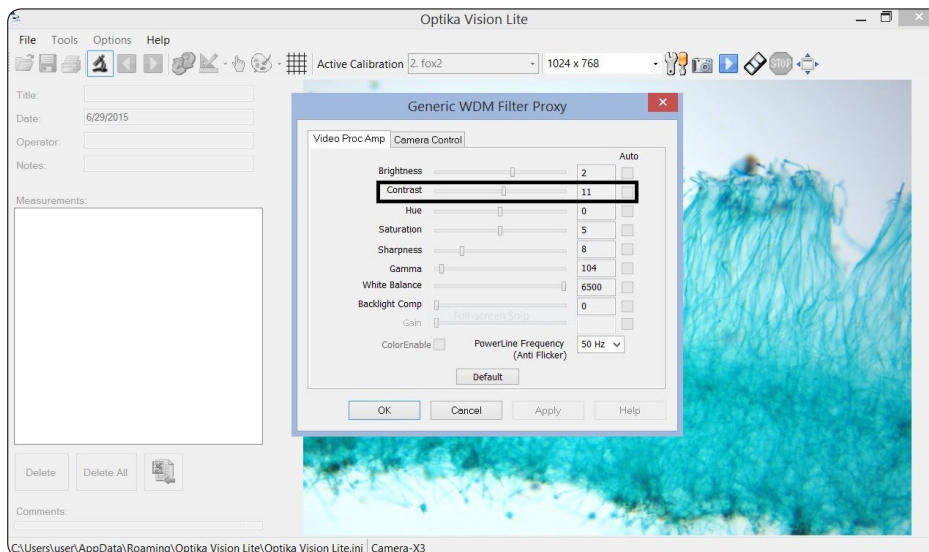 Optika Vision Lite
File Tools Options Help
Active Calibration 2. fox2 1024 x 768 STOP
Title:
Date: 6/29/2015
Operator:
Notes:
Measurements:
Generic WDM Filter Proxy
Video Proc Amp Camera Control
Auto
Brightness 2
Contrast 11
Hue 0
Saturation 5
Sharpness 8
Gamma 104
White Balance 6500
Backlight Comp 0
Full-screen Snip
Gain
ColorEnable PowerLine Frequency 50 Hz
(Anti Flicker)
Default
OK Cancel Apply Help
Delete Delete All
Comments:
C:\Users\user\AppData\Roaming\Optika Vision Lite\Optika Vision Lite.ini Camera-X3